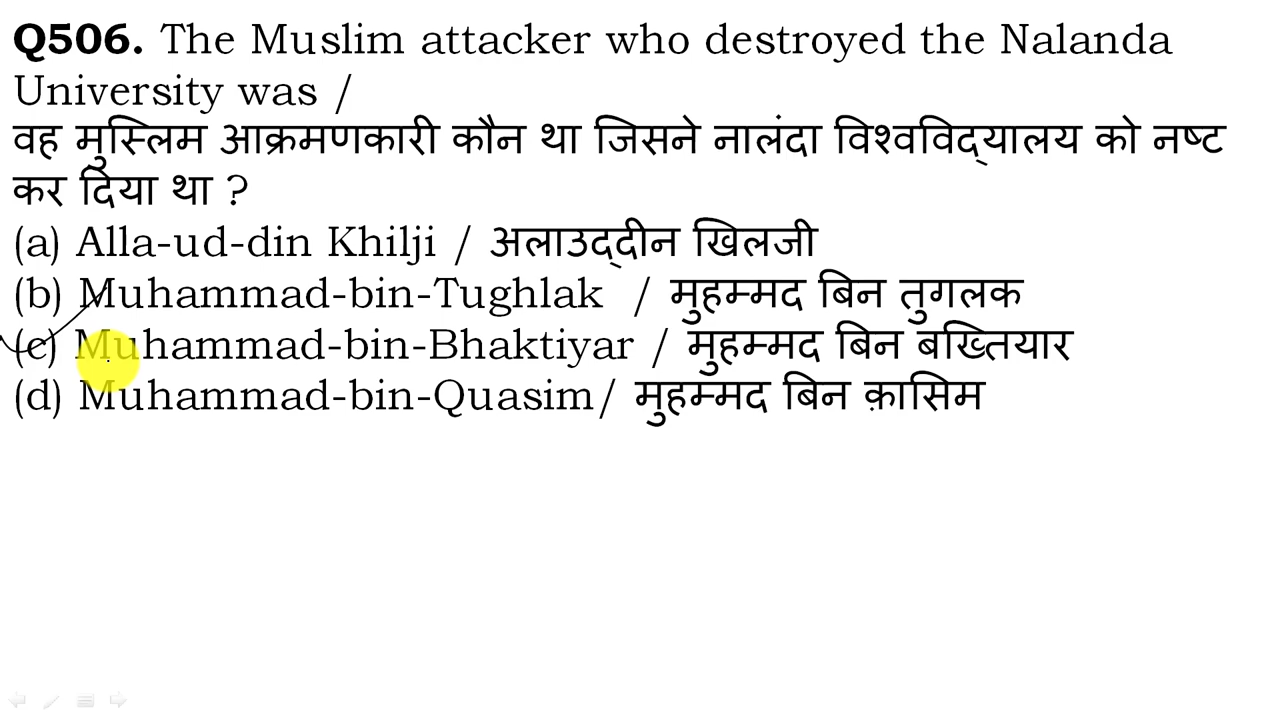 Q506. The Muslim attacker who destroyed the Nalanda
University was /
वह मुस्लिम आक्रमणकारी कौन था जिसने नालंदा विश्वविद्यालय को नष्ट
कर दिया था ?
(a) Alla-ud-din Khilji / अलाउद्दीन खिलजी
(b) Muhammad-bin-Tughlak / मुहम्मद बिन तुगलक
(c) Muhammad-bin-Bhaktiyar / मुहम्मद बिन बख्तियार
(d) Muhammad-bin-Quasim/ मुहम्मद बिन क़ासिम